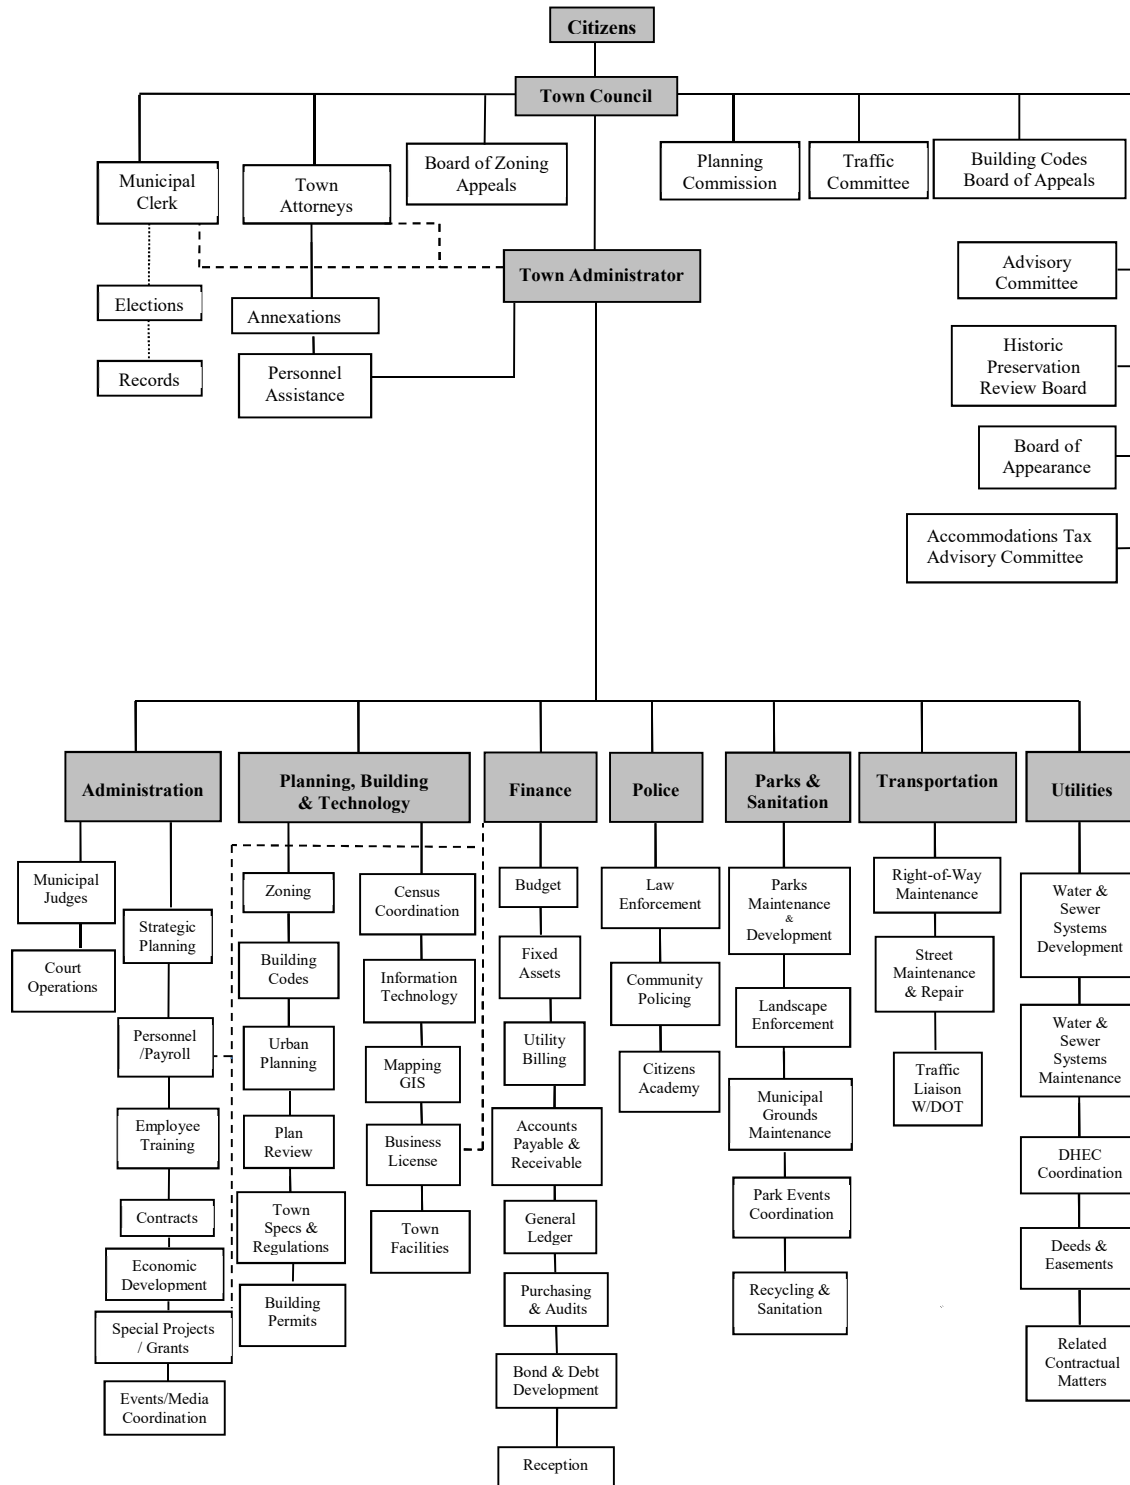 Citizens
Town Council
Municipal
Clerk
Town
Attorneys
Board of Zoning
Appeals
Planning
Commission
Traffic
Committee
Building Codes
Board of Appeals
Town Administrator
Advisory
Committee
Elections
Annexations
Records
Personnel
Assistance
Historic
Preservation
Review Board
Board of
Appearance
Accommodations Tax
Advisory Committee
Administration
Planning, Building
& Technology
Finance
Police
Parks &
Sanitation
Transportation
Utilities
Municipal
Judges
Court
Operations
Strategic
Planning
Personnel
/Payroll
Employee
Training
Contracts
Economic
Development
Special Projects
/ Grants
Events/Media
Coordination
Zoning
Building
Codes
Urban
Planning
Plan
Review
Town
Specs &
Regulations
Building
Permits
Census
Coordination
Information
Technology
Mapping
GIS
Business
License
Town
Facilities
Budget
Fixed
Assets
Utility
Billing
Accounts
Payable &
Receivable
General
Ledger
Purchasing
& Audits
Bond & Debt
Development
Reception
Law
Enforcement
Community
Policing
Citizens
Academy
Parks
Maintenance
&
Development
Landscape
Enforcement
Municipal
Grounds
Maintenance
Park Events
Coordination
Recycling &
Sanitation
Right-of-Way
Maintenance
Street
Maintenance
& Repair
Traffic
Liaison
W/DOT
Water &
Sewer
Systems
Development
Water &
Sewer
Systems
Maintenance
DHEC
Coordination
Deeds &
Easements
Related
Contractual
Matters